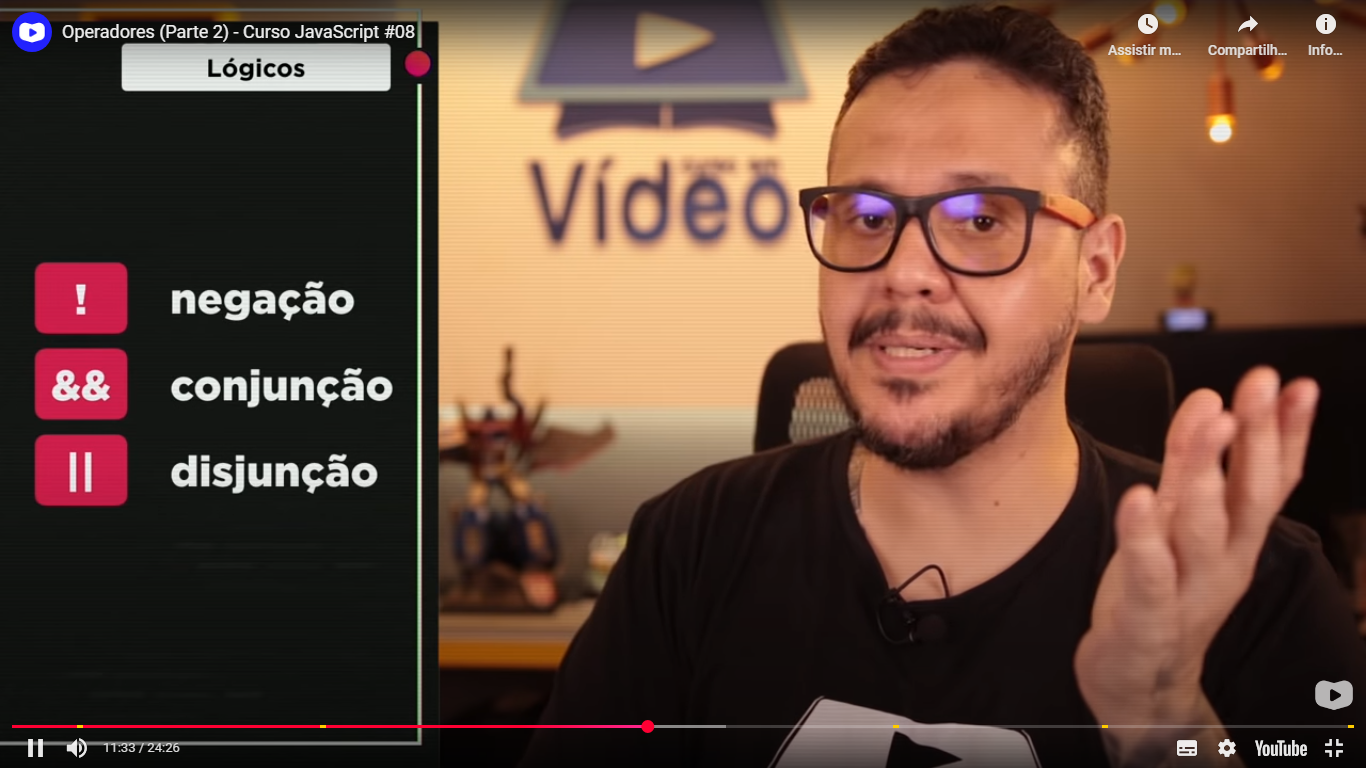 Operadores (Parte 2) - Curso JavaScript #08
Assistir m...
Compartilh...
Info...
Lógicos
Vídeo
! negação
&& conjunção
|| disjunção
11:33 / 24:26
YouTube